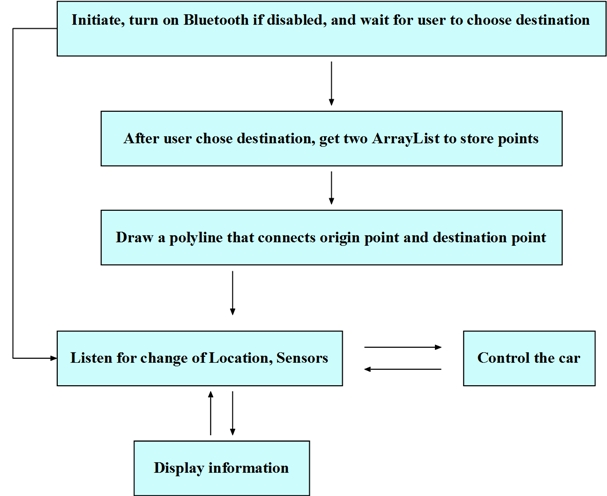 Initiate, turn on Bluetooth if disabled, and wait for user to choose destination
After user chose destination, get two ArrayList to store points
Draw a polyline that connects origin point and destination point
Listen for change of Location, Sensors
Control the car
Display information